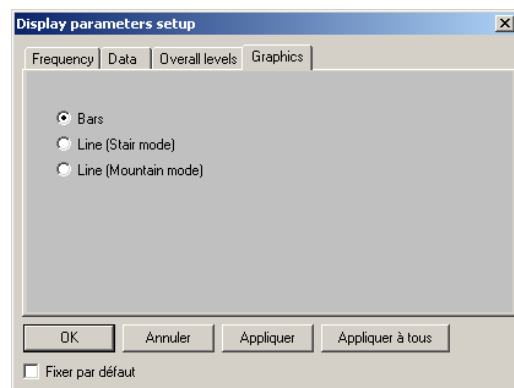 Display parameters setup
Frequency Data Overall levels Graphics
Bars
Line (Stair mode)
Line (Mountain mode)
OK Annuler Appliquer Appliquer à tous
Fixer par défaut